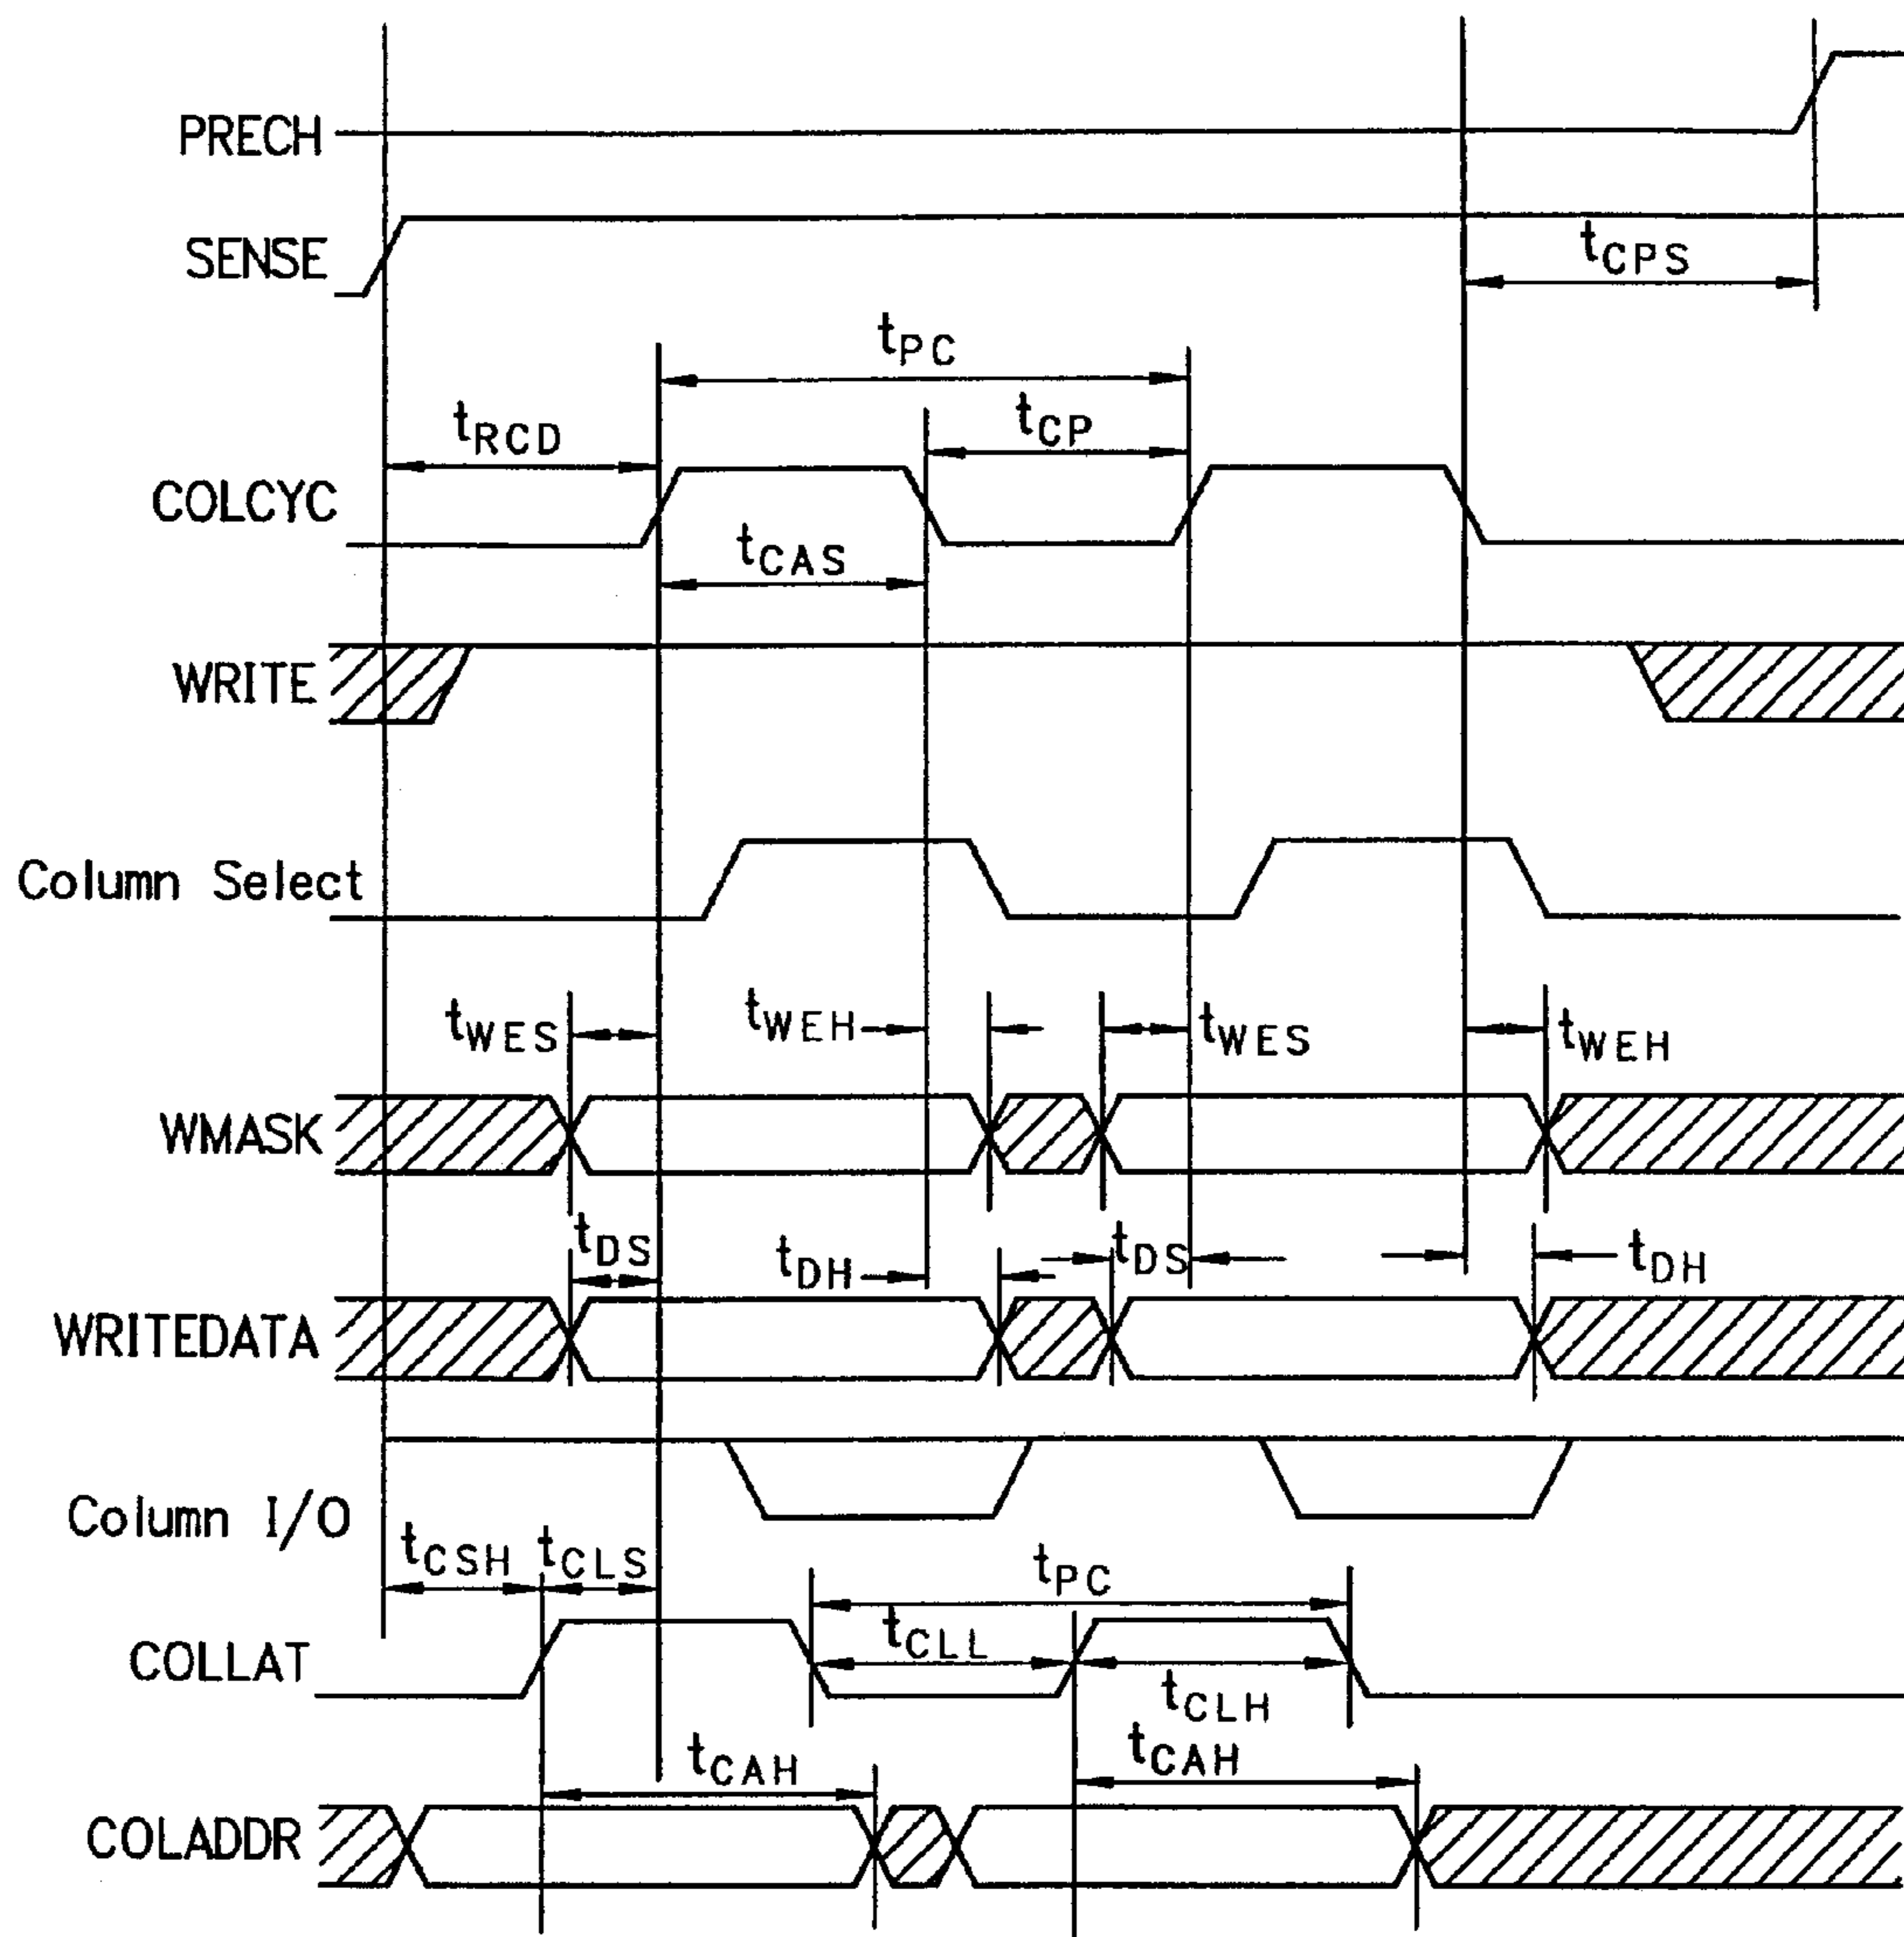 PRECH
SENSE
tCPS
tPC
tRCD
tCP
COLCYC
tCAS
WRITE
Column Select
tWES
tWEH
tWES
tWEH
WMASK
tDS
tDH
tDS
tDH
WRITEDATA
Column I/O
tCSH
tCLS
tPC
COLLAT
tCLL
tCLH
tCAH
tCAH
COLADDR